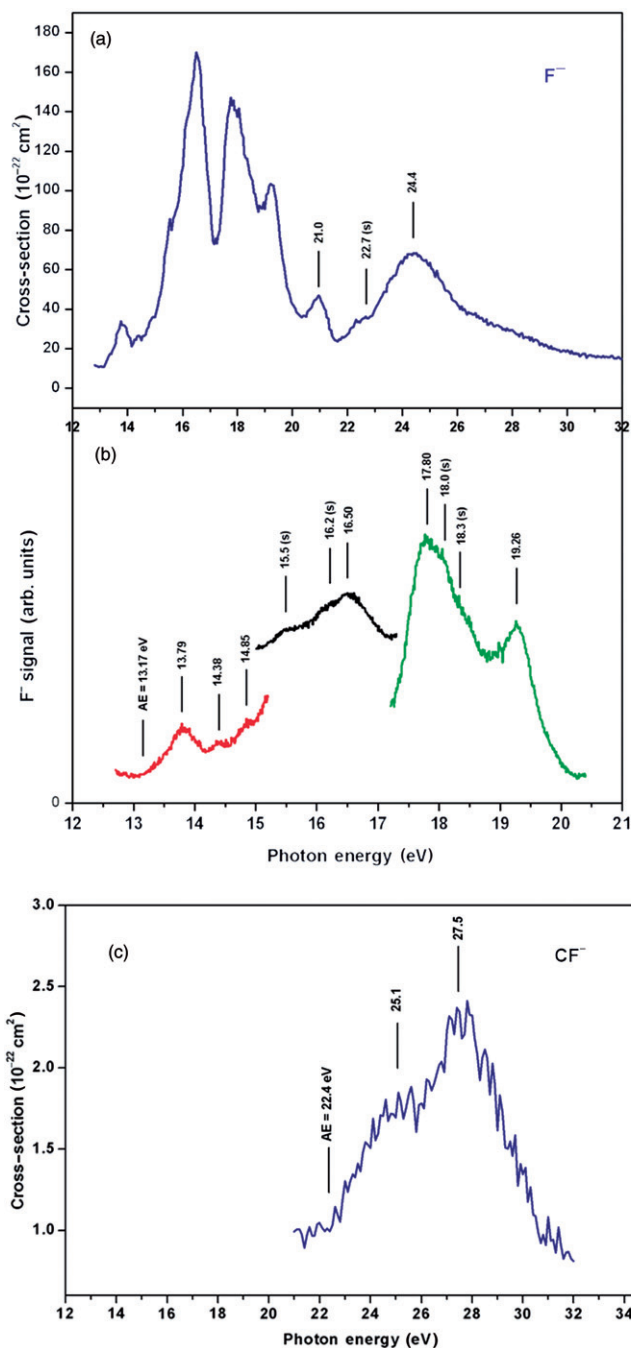 (a)
F⁻
180
160
140
120
100
80
60
40
20
0
Cross-section (10⁻²² cm²)
21.0
22.7 (s)
24.4
12 14 16 18 20 22 24 26 28 30 32
(b)
F⁻ signal (arb. units)
0
AE = 13.17 eV
13.79
14.38
14.85
15.5 (s)
16.2 (s)
16.50
17.80
18.0 (s)
18.3 (s)
19.26
12 13 14 15 16 17 18 19 20 21
Photon energy (eV)
(c)
CF⁻
3.0
2.5
2.0
1.5
1.0
Cross-section (10⁻²² cm²)
AE = 22.4 eV
25.1
27.5
12 14 16 18 20 22 24 26 28 30 32 34
Photon energy (eV)